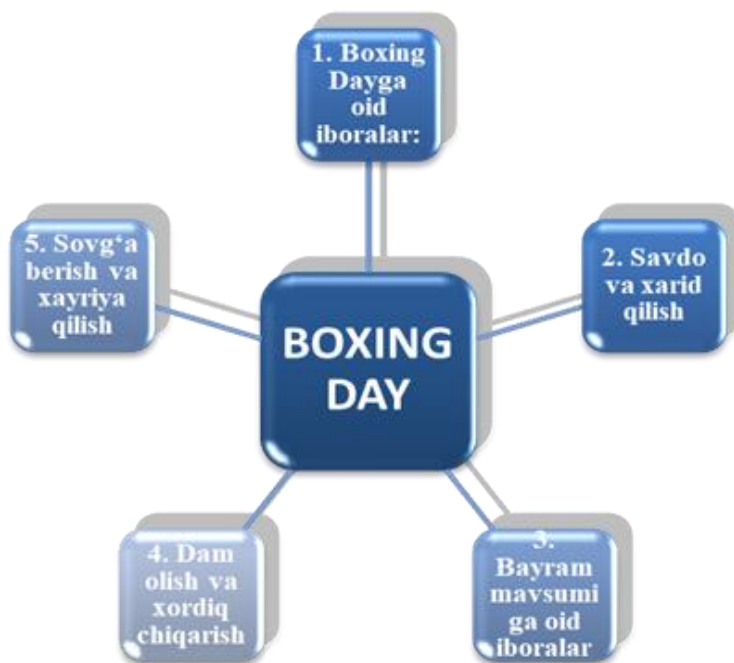 1. Boxing
Dayga
oid
iboralar:
5. Sovg‘a
berish va
xayriya
qilish
2. Savdo
va xarid
qilish
BOXING
DAY
4. Dam
olish va
xordiq
chiqarish
3.
Bayram
mavsumi
ga oid
iboralar